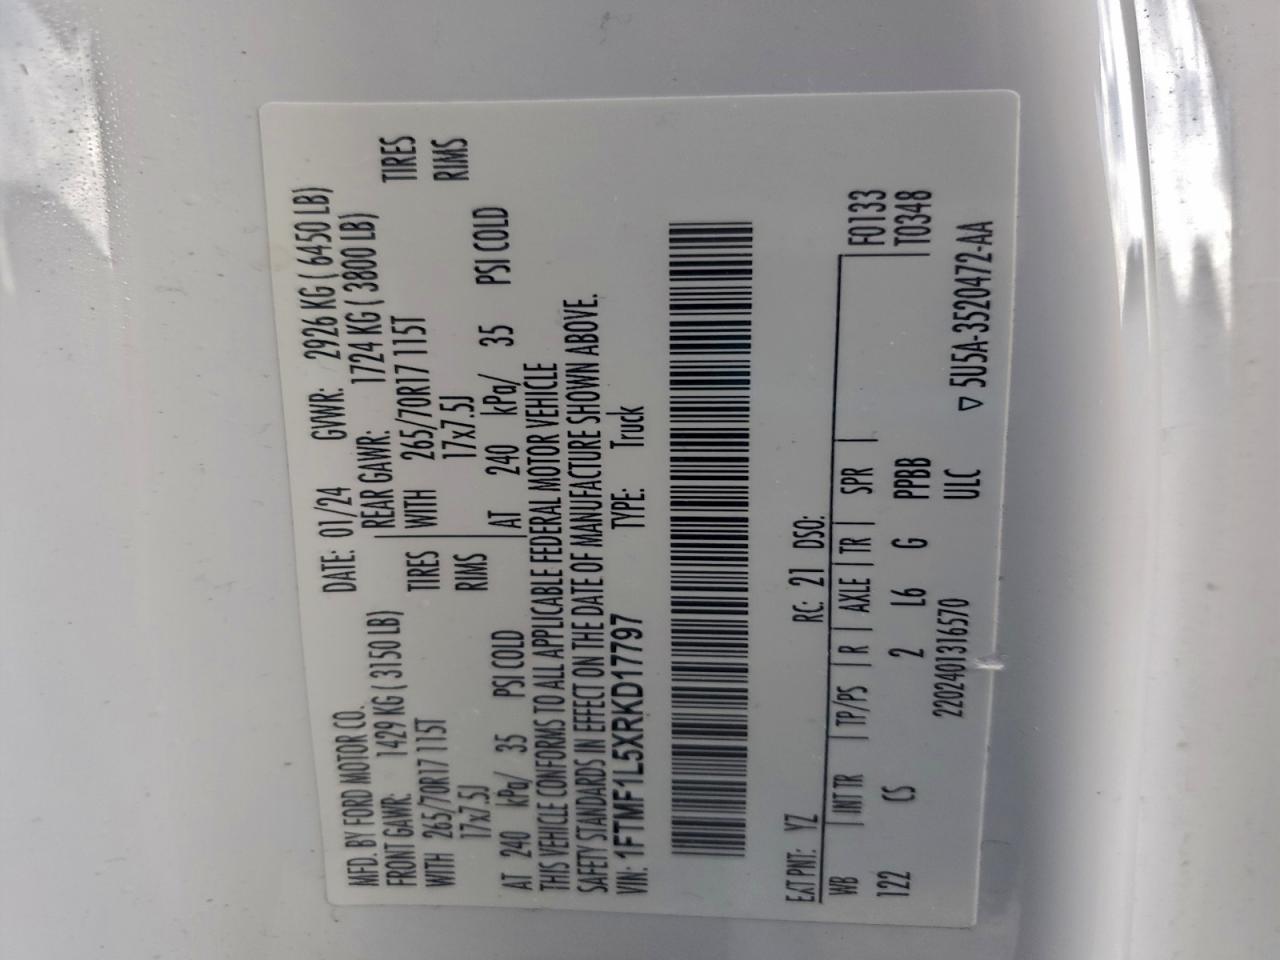 MFD. BY FORD MOTOR CO.
DATE: 01/24 GVWR: 2926 KG ( 6450 LB)
FRONT GAWR: 1429 KG ( 3150 LB) REAR GAWR: 1724 KG ( 3800 LB)
WITH 265/70R17 115T TIRES WITH 265/70R17 115T TIRES
17x7.5J RIMS 17x7.5J RIMS
AT 240 kPa/ 35 PSI COLD AT 240 kPa/ 35 PSI COLD
THIS VEHICLE CONFORMS TO ALL APPLICABLE FEDERAL MOTOR VEHICLE
SAFETY STANDARDS IN EFFECT ON THE DATE OF MANUFACTURE SHOWN ABOVE.
VIN: 1FTMF1L5XRKD17797 TYPE: Truck
EXT PNT: YZ RC: 21 DSO:
WB INT TR TP/PS R AXLE TR SPR F0133
122 CS 2 L6 G PPBB T0348
2202401316570 ULC
▽ 5U5A-3520472-AA